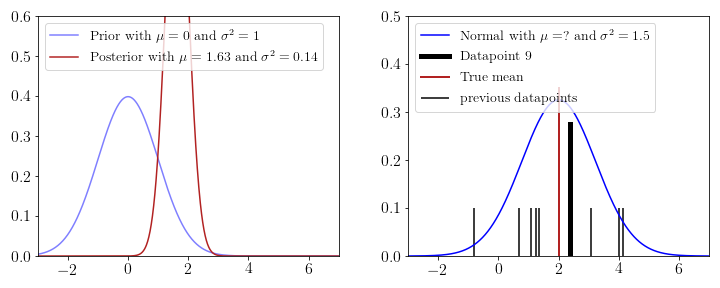 0.6
0.5
0.4
0.3
0.2
0.1
0.0
−2 0 2 4 6
Prior with μ = 0 and σ² = 1
Posterior with μ = 1.63 and σ² = 0.14
0.5
0.4
0.3
0.2
0.1
0.0
−2 0 2 4 6
Normal with μ =? and σ² = 1.5
Datapoint 9
True mean
previous datapoints